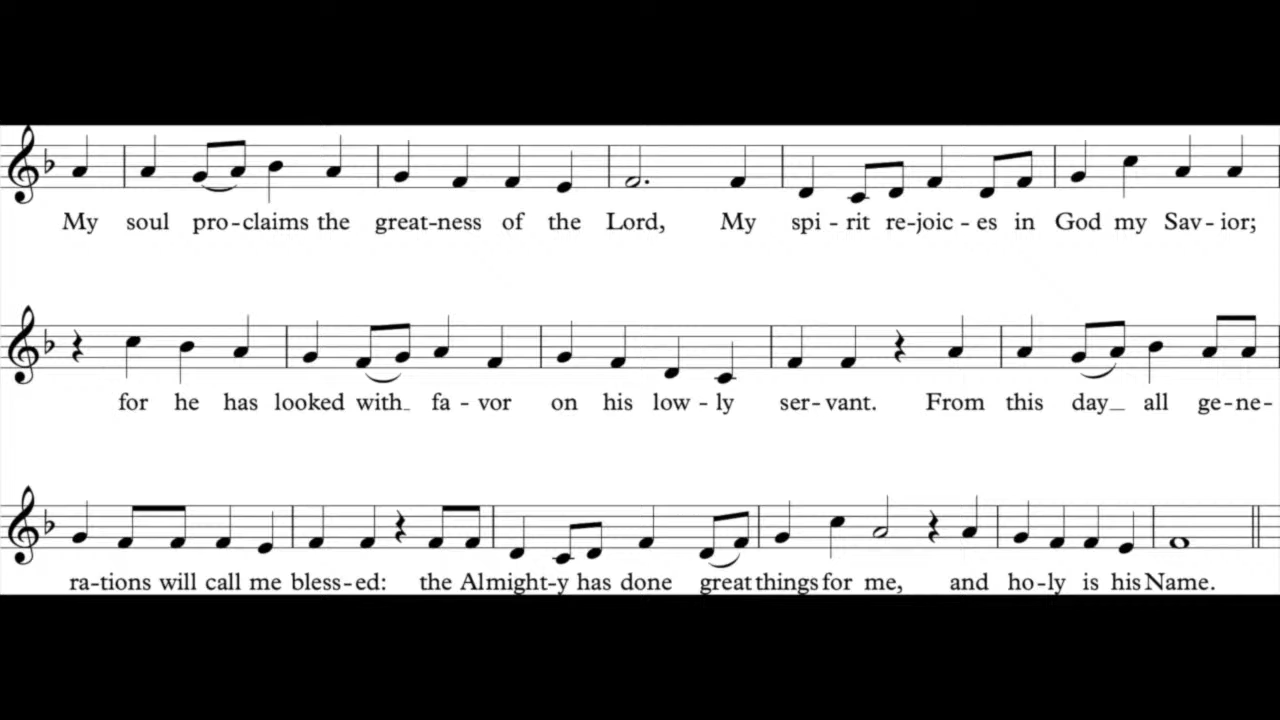 My soul pro-claims the great-ness of the Lord, My spi-rit re-joic-es in God my Sav-ior;
for he has looked with_ fa-vor on his low-ly ser-vant. From this day_ all ge-ne-
ra-tions will call me bless-ed: the Almight-y has done great things for me, and ho-ly is his Name.